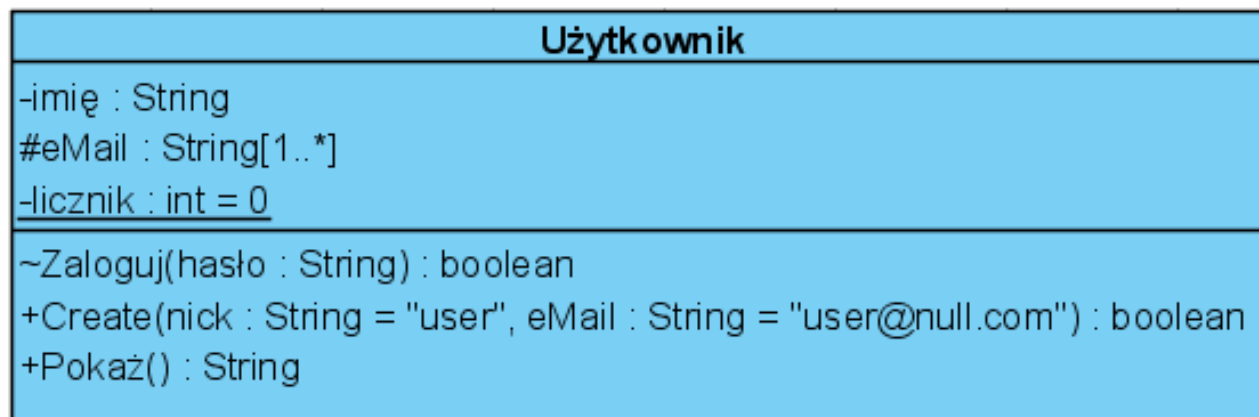 Użytkownik
-imię : String
#eMail : String[1..*]
-licznik : int = 0
~Zaloguj(hasło : String) : boolean
+Create(nick : String = "user", eMail : String = "user@null.com") : boolean
+Pokaż() : String